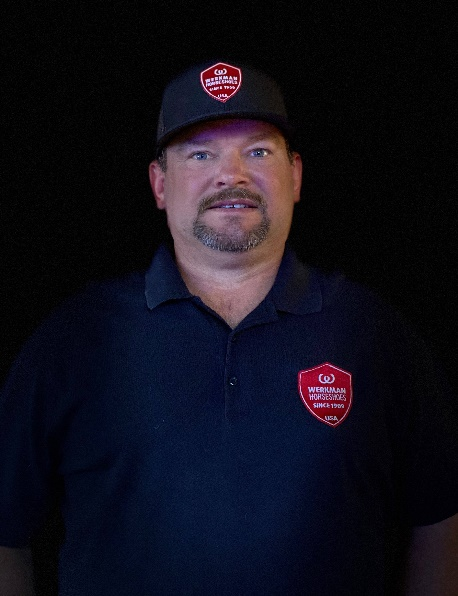 WERKMAN
HORSESHOES
SINCE 1909
USA
WERKMAN
HORSESHOES
SINCE 1909
USA